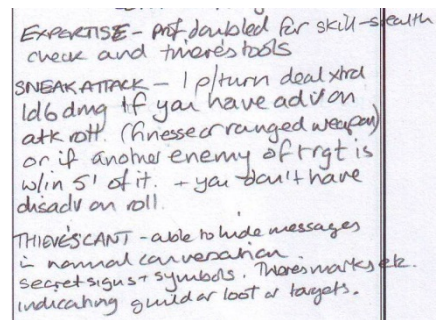 EXPERTISE - prof doubled for skill-stealth
check and thieves tools
SNEAK ATTACK - 1 p/turn deal xtra
1d6 dmg if you have adv on
atk roll. (finesse or ranged weapon)
or if another enemy of trgt is
w/in 5' of it. + you don't have
disadv on roll.
THIEVES CANT - able to hide messages
in normal conversation.
secret signs + symbols. Thieves marks etc.
indicating guild or loot or targets.